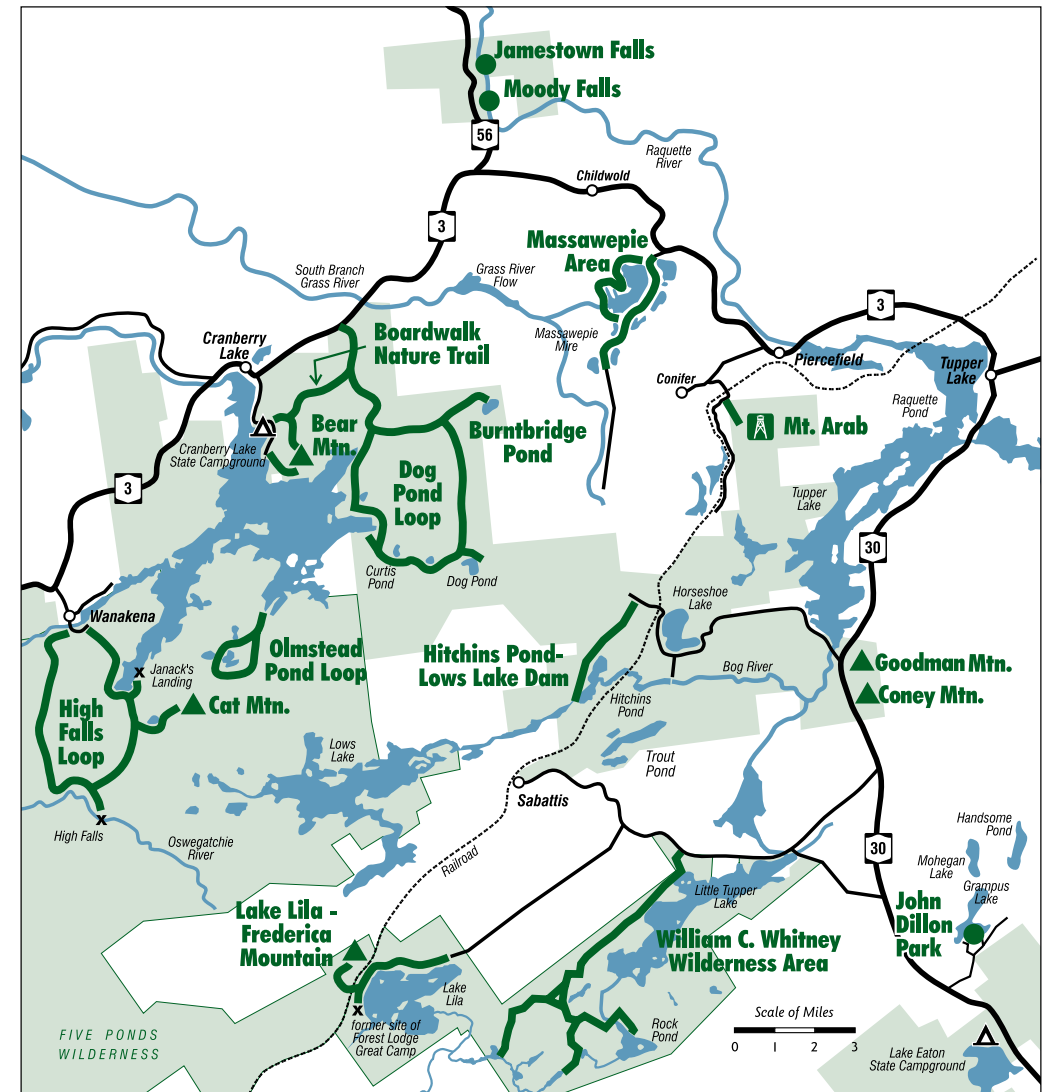 Jamestown Falls
Moody Falls
56
Raquette
River
Childwold
3
Massawepie
Area
South Branch
Grass River
Grass River
Flow
Massawepie
Mire
3
Cranberry
Lake
Boardwalk
Nature Trail
Piercefield
Tupper
Lake
Conifer
Raquette
Pond
Mt. Arab
Bear
Mtn.
Burntbridge
Pond
Cranberry Lake
State Campground
Dog
Pond
Loop
3
Tupper
Lake
30
Curtis
Pond
Dog Pond
Horseshoe
Lake
Wanakena
Olmstead
Pond Loop
Hitchins Pond-
Lows Lake Dam
Bog River
Goodman Mtn.
Coney Mtn.
x
Janack's
Landing
Cat Mtn.
High
Falls
Loop
Hitchins
Pond
Lows
Lake
Trout
Pond
Sabattis
x
High Falls
Oswegatchie
River
Railroad
30
Handsome
Pond
Mohegan
Lake
Grampus
Lake
Little Tupper
Lake
John
Dillon
Park
Lake Lila -
Frederica
Mountain
William C. Whitney
Wilderness Area
Lake
Lila
x
former site of
Forest Lodge
Great Camp
Rock
Pond
Scale of Miles
0 1 2 3
FIVE PONDS
WILDERNESS
Lake Eaton
State Campground